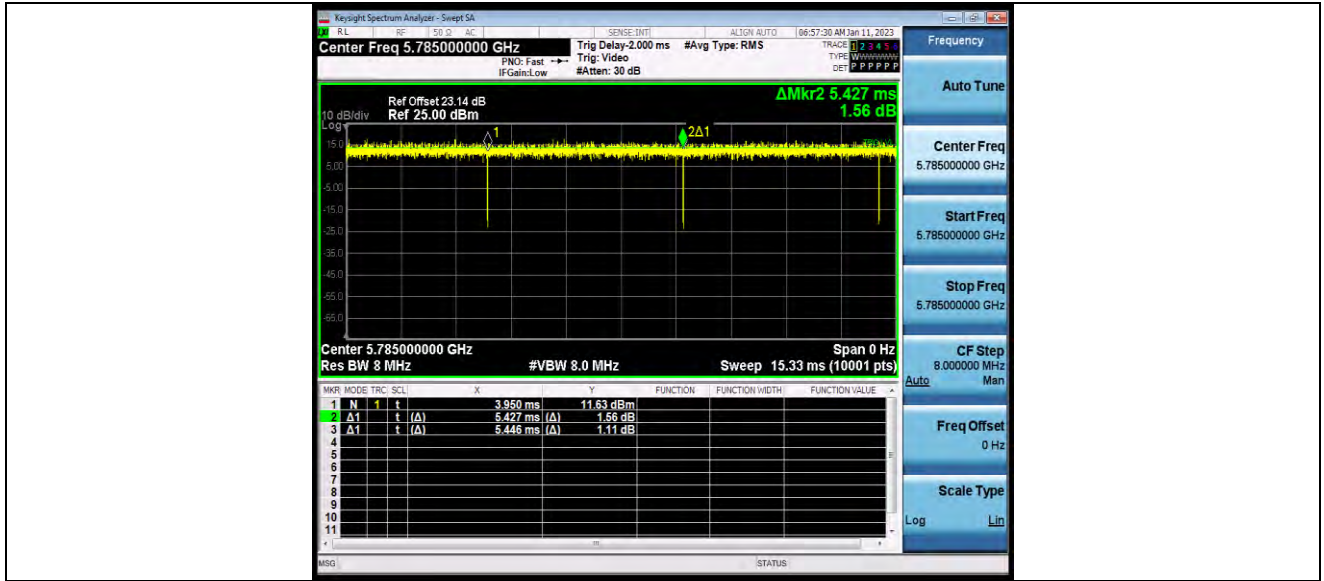 Keysight Spectrum Analyzer - Swept SA
RL RF 50 Ω AC SENSE:INT ALIGN AUTO 06:57:30 AM Jan 11, 2023
Center Freq 5.785000000 GHz Trig Delay-2.000 ms #Avg Type: RMS TRACE 1 2 3 4 5 6
PNO: Fast Trig: Video TYPE WWWWWW
IFGain:Low #Atten: 30 dB DET P P P P P P
ΔMkr2 5.427 ms
1.56 dB
Ref Offset 23.14 dB
10 dB/div Ref 25.00 dBm
Log
1
2Δ1
15.0
5.00
-5.00
-15.0
-25.0
-35.0
-45.0
-55.0
-65.0
Center 5.785000000 GHz Span 0 Hz
Res BW 8 MHz #VBW 8.0 MHz Sweep 15.33 ms (10001 pts)
MKR MODE TRC SCL X Y FUNCTION FUNCTION WIDTH FUNCTION VALUE
1 N 1 t 3.950 ms 11.63 dBm
2 Δ1 t (Δ) 5.427 ms (Δ) 1.56 dB
3 Δ1 t (Δ) 5.446 ms (Δ) 1.11 dB
4
5
6
7
8
9
10
11
MSG STATUS
Frequency
Auto Tune
Center Freq
5.785000000 GHz
Start Freq
5.785000000 GHz
Stop Freq
5.785000000 GHz
CF Step
8.000000 MHz
Auto Man
Freq Offset
0 Hz
Scale Type
Log Lin